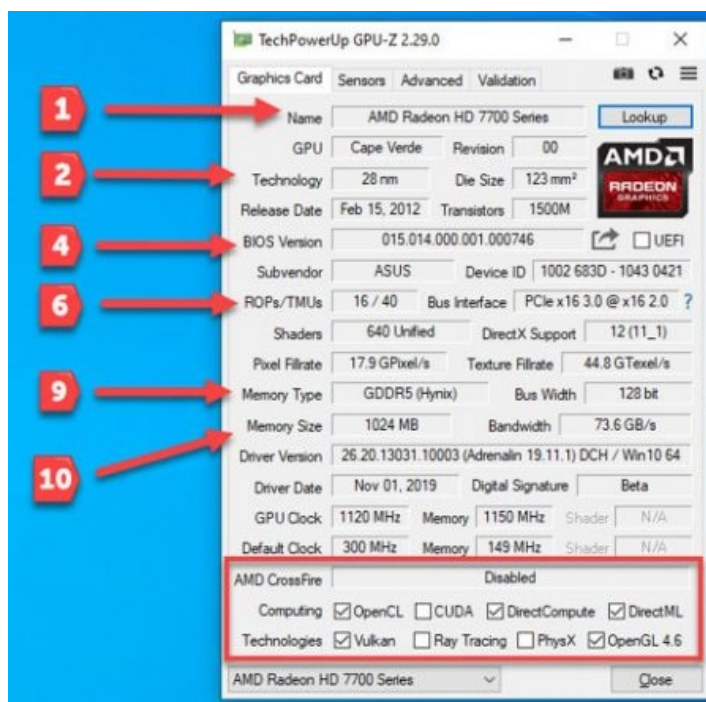 TechPowerUp GPU-Z 2.29.0
Graphics Card Sensors Advanced Validation
1 Name AMD Radeon HD 7700 Series Lookup
GPU Cape Verde Revision 00
AMD
RADEON
GRAPHICS
2 Technology 28 nm Die Size 123 mm²
Release Date Feb 15, 2012 Transistors 1500M
4 BIOS Version 015.014.000.001.000746 UEFI
Subvendor ASUS Device ID 1002 683D - 1043 0421
6 ROPs/TMUs 16 / 40 Bus Interface PCIe x16 3.0 @ x16 2.0 ?
Shaders 640 Unified DirectX Support 12 (11_1)
Pixel Fillrate 17.9 GPixel/s Texture Fillrate 44.8 GTexel/s
9 Memory Type GDDR5 (Hynix) Bus Width 128 bit
10 Memory Size 1024 MB Bandwidth 73.6 GB/s
Driver Version 26.20.13031.10003 (Adrenalin 19.11.1) DCH / Win10 64
Driver Date Nov 01, 2019 Digital Signature Beta
GPU Clock 1120 MHz Memory 1150 MHz Shader N/A
Default Clock 300 MHz Memory 149 MHz Shader N/A
AMD CrossFire Disabled
Computing OpenCL CUDA DirectCompute DirectML
Technologies Vulkan Ray Tracing PhysX OpenGL 4.6
AMD Radeon HD 7700 Series Close